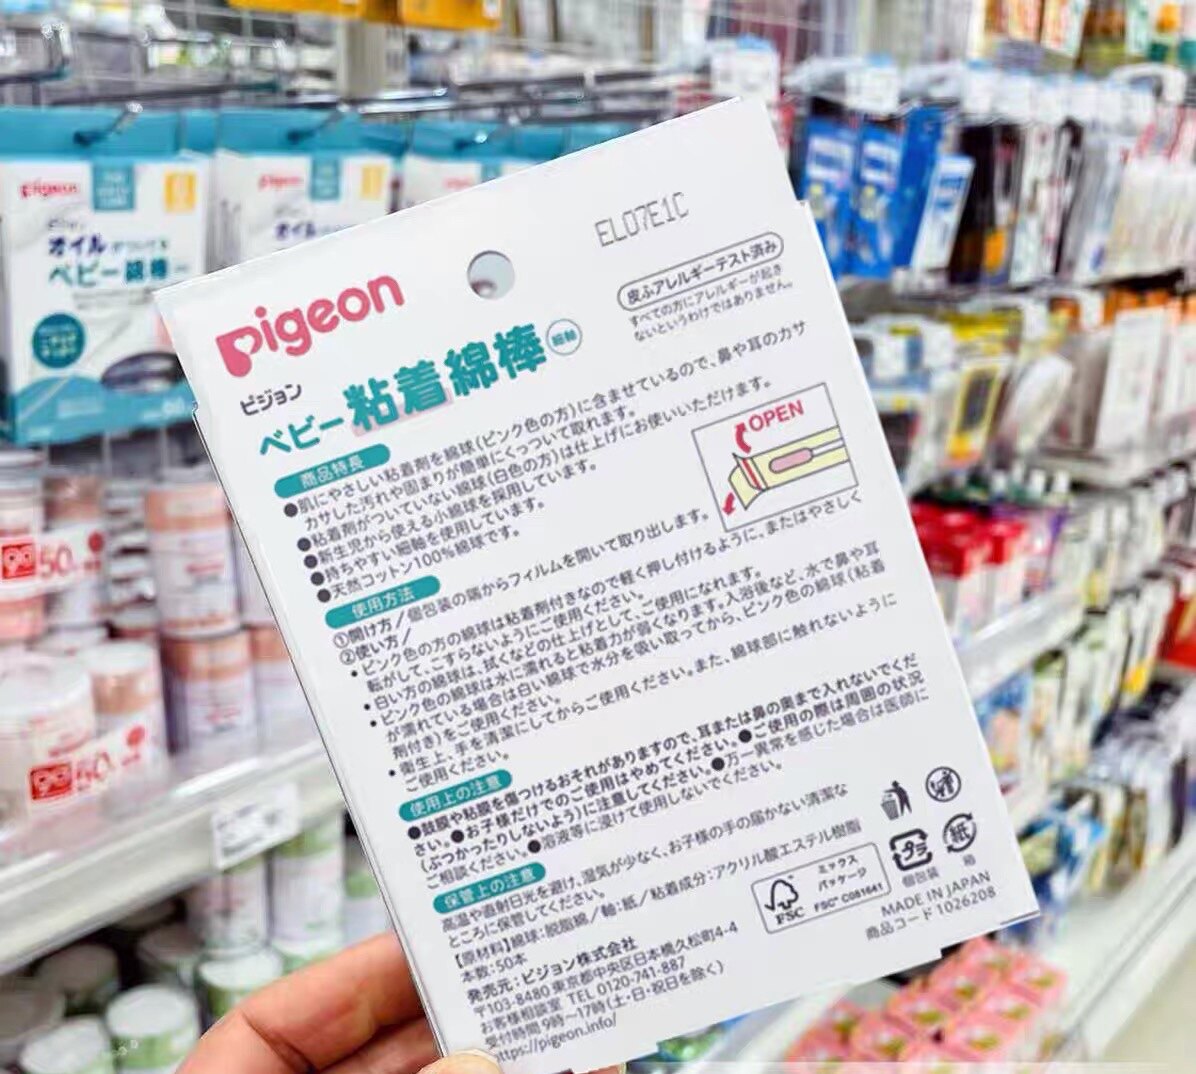 EL07E1C
Pigeon
ピジョン
ベビー粘着綿棒
細軸
皮ふアレルギーテスト済み
すべての方にアレルギーが起き
ないというわけではありません。
商品特長
●肌にやさしい粘着剤を綿球(ピンク色の方)に含ませているので、鼻や耳のカサ
カサした汚れや固まりが簡単にくっついて取れます。
●粘着剤がついていない綿球(白色の方)は仕上げにお使いいただけます。
●新生児から使える小綿球を採用しています。
●持ちやすい細軸を使用しています。
●天然コットン100%綿球です。
OPEN
使用方法
①開け方/個包装の端からフィルムを開いて取り出します。
②使い方/
・ピンク色の方の綿球は粘着剤付きなので軽く押し付けるように、またはやさしく
転がして、こすらないようにご使用ください。
・白い方の綿球は、拭くなどの仕上げとして、ご使用になれます。
・ピンク色の綿球は水に濡れると粘着力が弱くなります。入浴後など、水で鼻や耳
が濡れている場合は白い綿球で水分を吸い取ってから、ピンク色の綿球(粘着
剤付き)をご使用ください。
・衛生上、手を清潔にしてからご使用ください。また、綿球部に触れないように
ご使用ください。
使用上の注意
●鼓膜や粘膜を傷つけるおそれがありますので、耳または鼻の奥まで入れないでくだ
さい。●お子様だけでのご使用はやめてください。●ご使用の際は周囲の状況
(ぶつかったりしないように)に注意してください。●万一異常を感じた場合は医師に
ご相談ください。●溶液等に浸けて使用しないでください。
保管上の注意
高温や直射日光を避け、湿気が少なく、お子様の手の届かない清潔な
ところに保管してください。
【原材料】綿球:脱脂綿/軸:紙/粘着成分:アクリル酸エステル樹脂
本数:50本
発売元:ピジョン株式会社
〒103-8480 東京都中央区日本橋久松町4-4
お客様相談室 TEL 0120-741-887
受付時間 9時〜17時(土・日・祝日を除く)
https://pigeon.info/
FSC
ミックス
パッケージ
FSC® C081641
プラ
個包装
紙
箱
MADE IN JAPAN
商品コード 1026208
Pigeon
オイル
ベビー綿棒
Pigeon
オイル
50
50